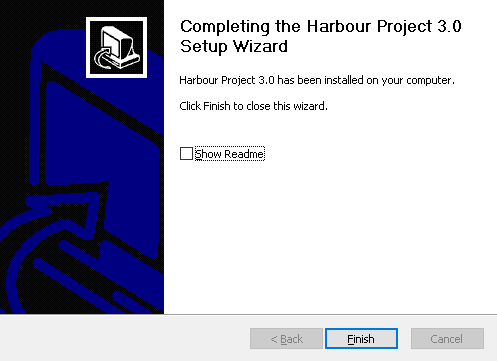 Completing the Harbour Project 3.0
Setup Wizard
Harbour Project 3.0 has been installed on your computer.
Click Finish to close this wizard.
Show Readme
< Back
Finish
Cancel